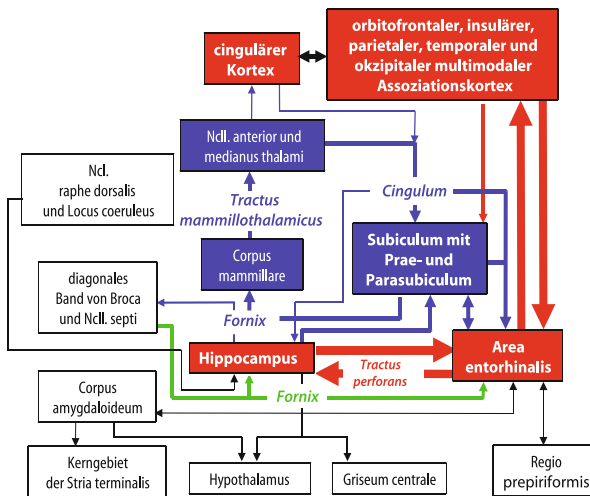 orbitofrontaler, insulärer,
parietaler, temporaler und
okzipitaler multimodaler
Assoziationskortex
cingulärer
Kortex
Ncll. anterior und
medianus thalami
Ncl.
raphe dorsalis
und Locus coeruleus
Tractus
mammillothalamicus
Cingulum
Subiculum mit
Prae- und
Parasubiculum
Corpus
mammillare
diagonales
Band von Broca
und Ncll. septi
Fornix
Hippocampus
Tractus
perforans
Area
entorhinalis
Corpus
amygdaloideum
Fornix
Kerngebiet
der Stria terminalis
Hypothalamus
Griseum centrale
Regio
prepiriformis